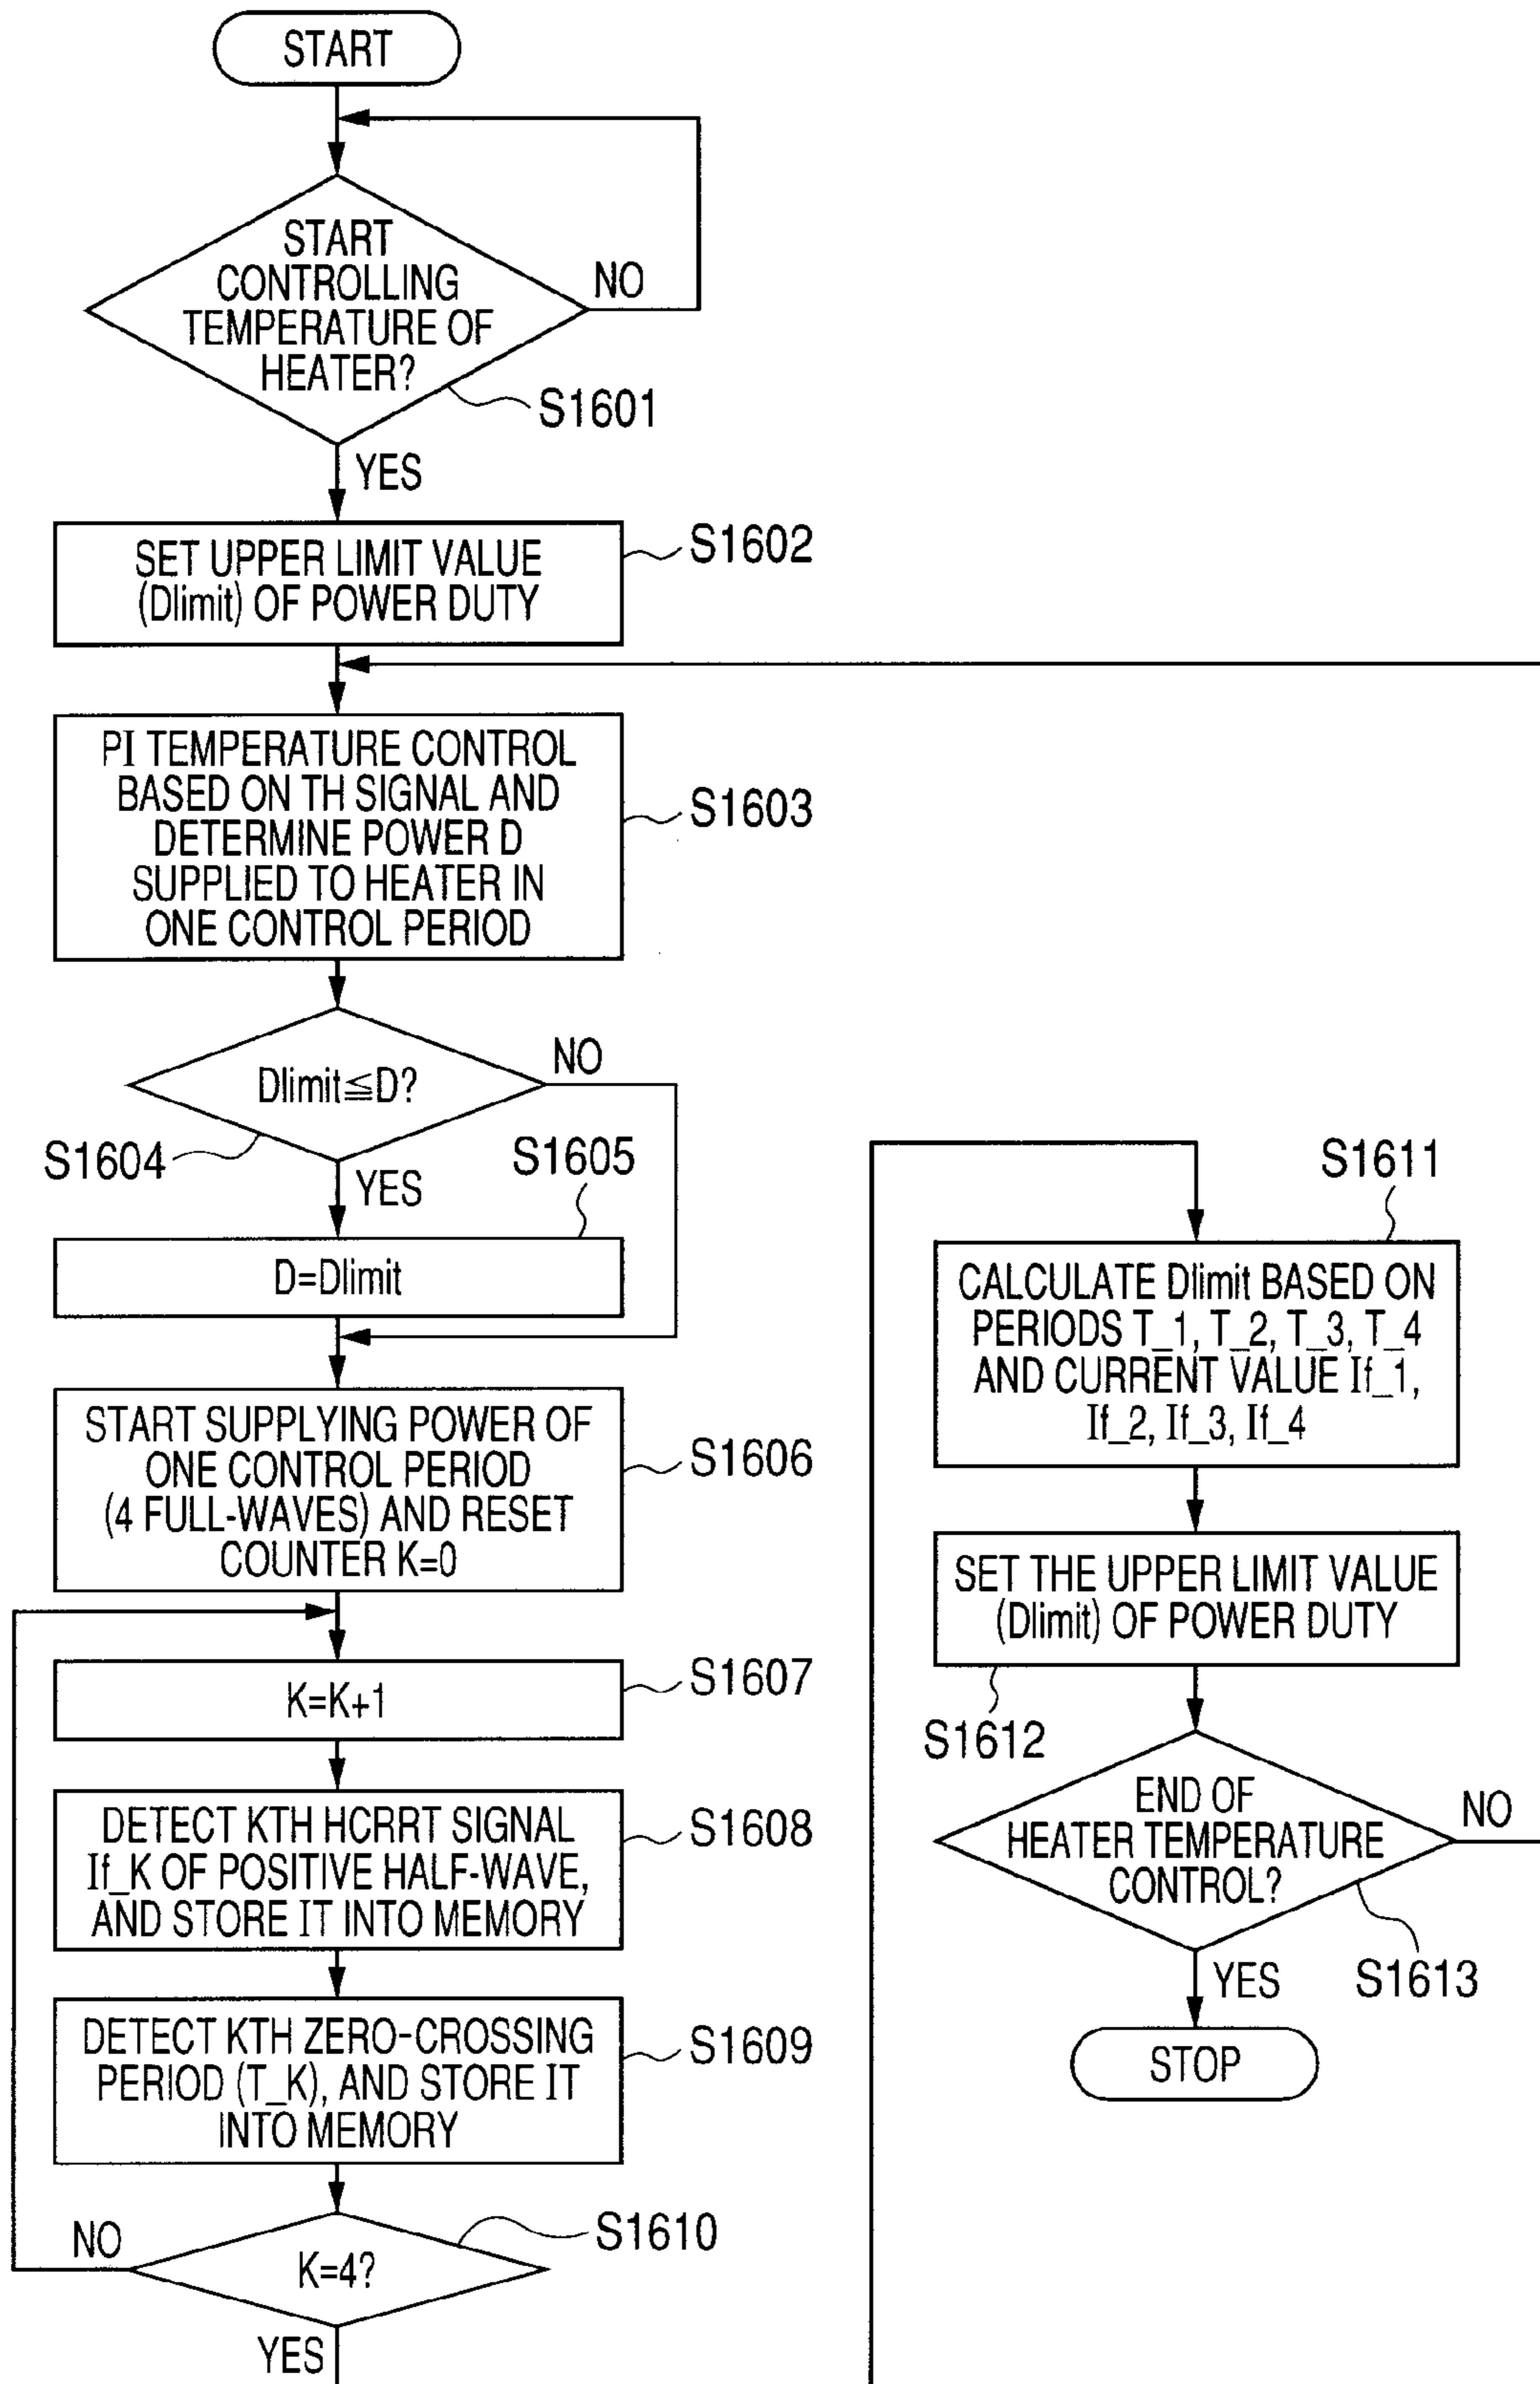 START
START
CONTROLLING
TEMPERATURE OF
HEATER?
NO
S1601
YES
SET UPPER LIMIT VALUE
(Dlimit) OF POWER DUTY
S1602
PI TEMPERATURE CONTROL
BASED ON TH SIGNAL AND
DETERMINE POWER D
SUPPLIED TO HEATER IN
ONE CONTROL PERIOD
S1603
Dlimit≦D?
NO
S1604
YES
S1605
D=Dlimit
START SUPPLYING POWER OF
ONE CONTROL PERIOD
(4 FULL-WAVES) AND RESET
COUNTER K=0
S1606
K=K+1
S1607
DETECT KTH HCRRT SIGNAL
If_K OF POSITIVE HALF-WAVE,
AND STORE IT INTO MEMORY
S1608
DETECT KTH ZERO-CROSSING
PERIOD (T_K), AND STORE IT
INTO MEMORY
S1609
K=4?
S1610
NO
YES
S1611
CALCULATE Dlimit BASED ON
PERIODS T_1, T_2, T_3, T_4
AND CURRENT VALUE If_1,
If_2, If_3, If_4
SET THE UPPER LIMIT VALUE
(Dlimit) OF POWER DUTY
S1612
END OF
HEATER TEMPERATURE
CONTROL?
NO
YES
S1613
STOP